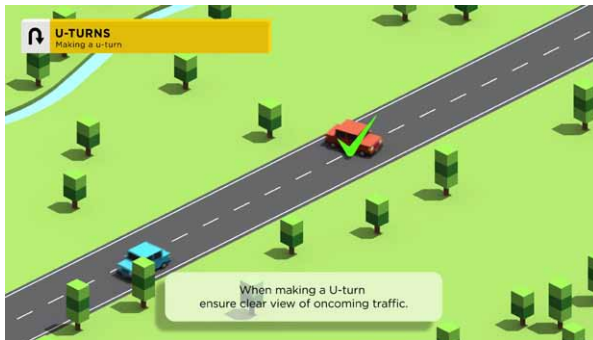 U-TURNS
Making a u-turn
When making a U-turn
ensure clear view of oncoming traffic.